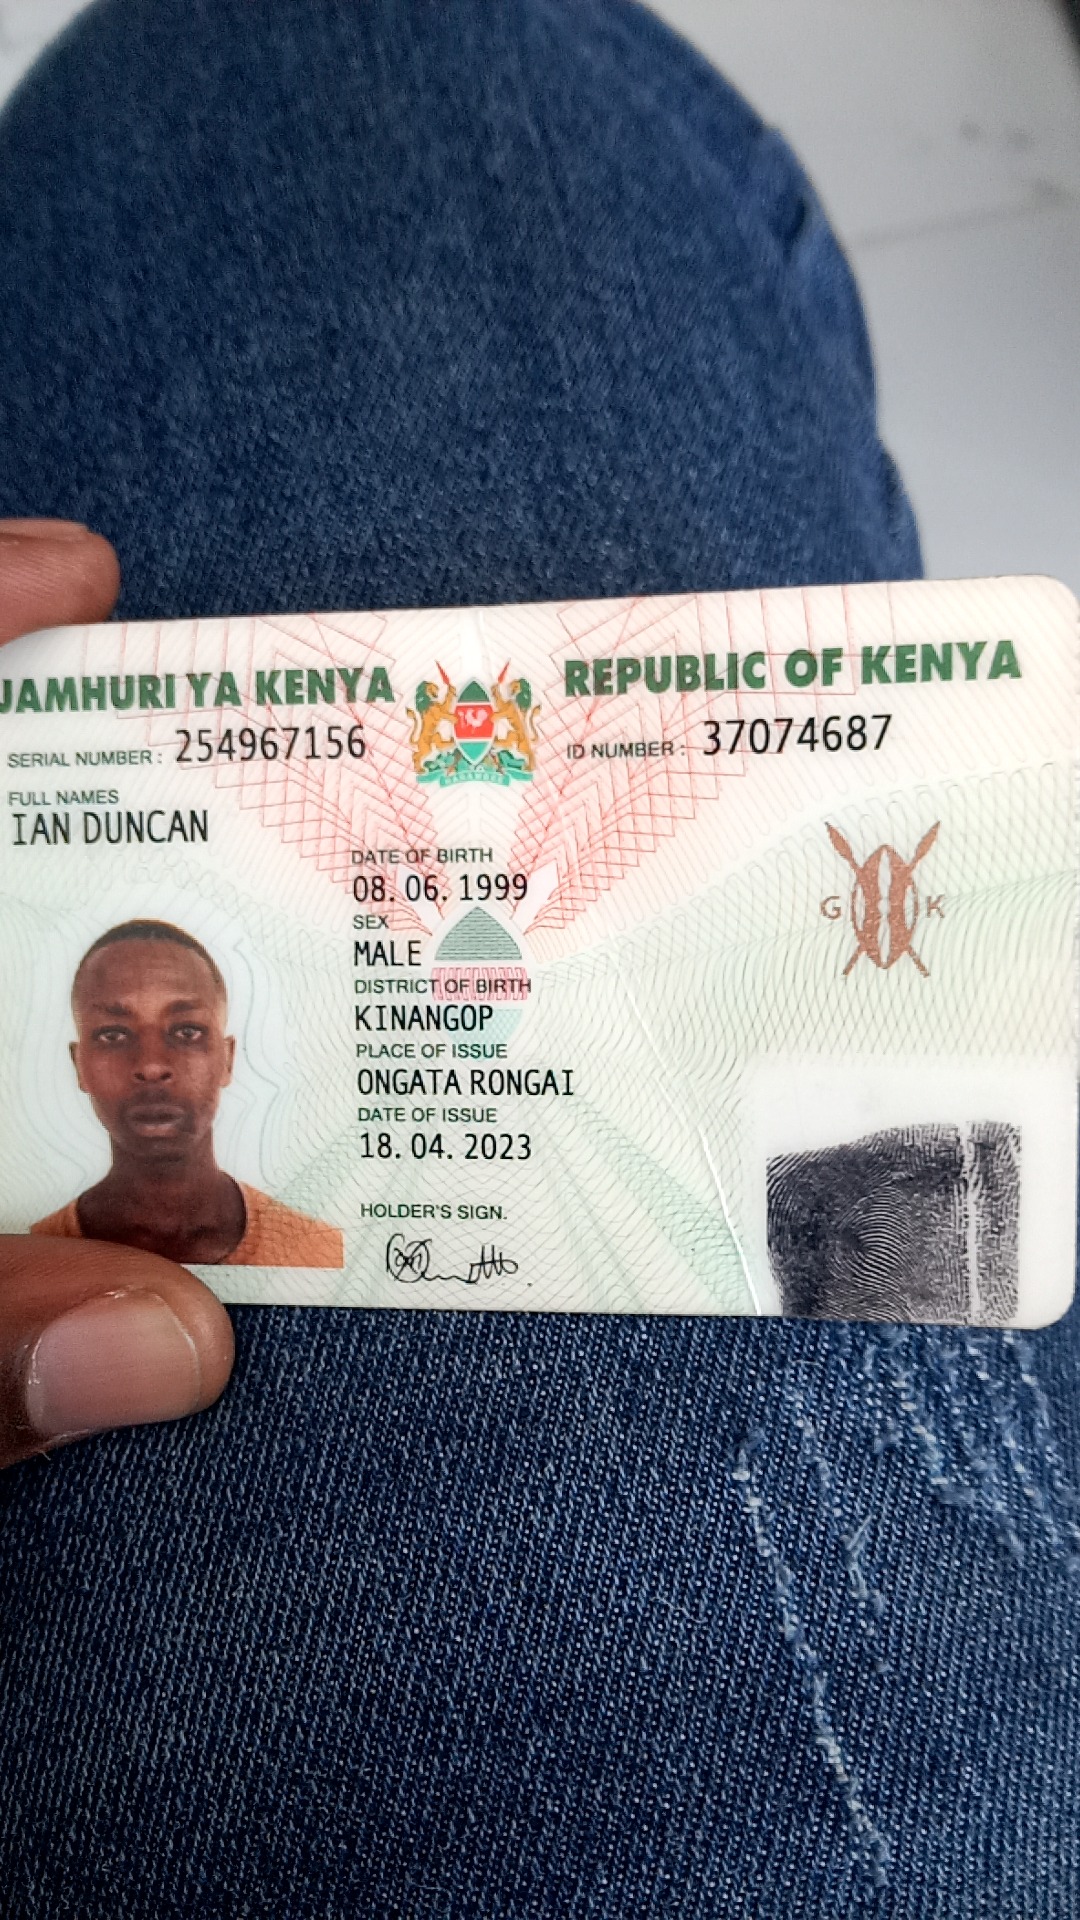 JAMHURI YA KENYA REPUBLIC OF KENYA
SERIAL NUMBER : 254967156 ID NUMBER : 37074687
FULL NAMES
IAN DUNCAN
DATE OF BIRTH
08. 06. 1999
SEX
MALE
DISTRICT OF BIRTH
KINANGOP
PLACE OF ISSUE
ONGATA RONGAI
DATE OF ISSUE
18. 04. 2023
HOLDER'S SIGN.
G K
HARAMBEE